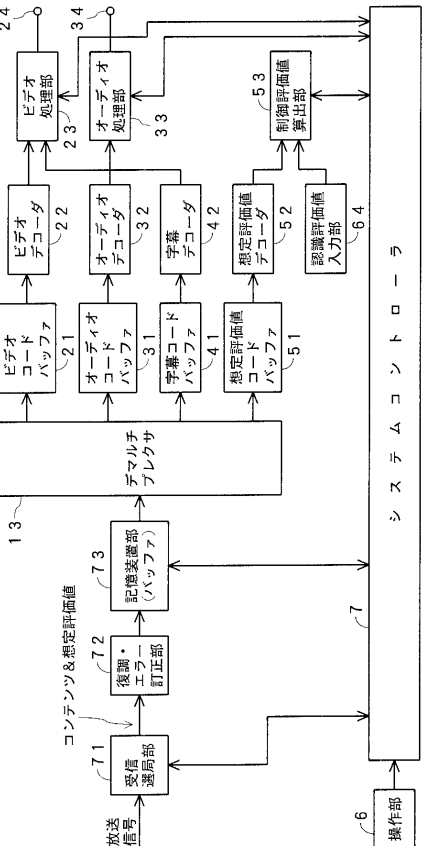 放送
信号
受信
選局部
71
コンテンツ&想定評価値
復調・
エラー
訂正部
72
記憶装置部
(バッファ)
73
デマルチ
プレクサ
13
ビデオ
コード
バッファ
21
ビデオ
デコーダ
22
ビデオ
処理部
23
24
オーディオ
コード
バッファ
31
オーディオ
デコーダ
32
オーディオ
処理部
33
34
字幕コード
バッファ
41
字幕
デコーダ
42
想定評価値
コード
バッファ
51
想定評価値
デコーダ
52
認識評価値
入力部
64
制御評価値
算出部
53
操作部
6
システムコントローラ
7